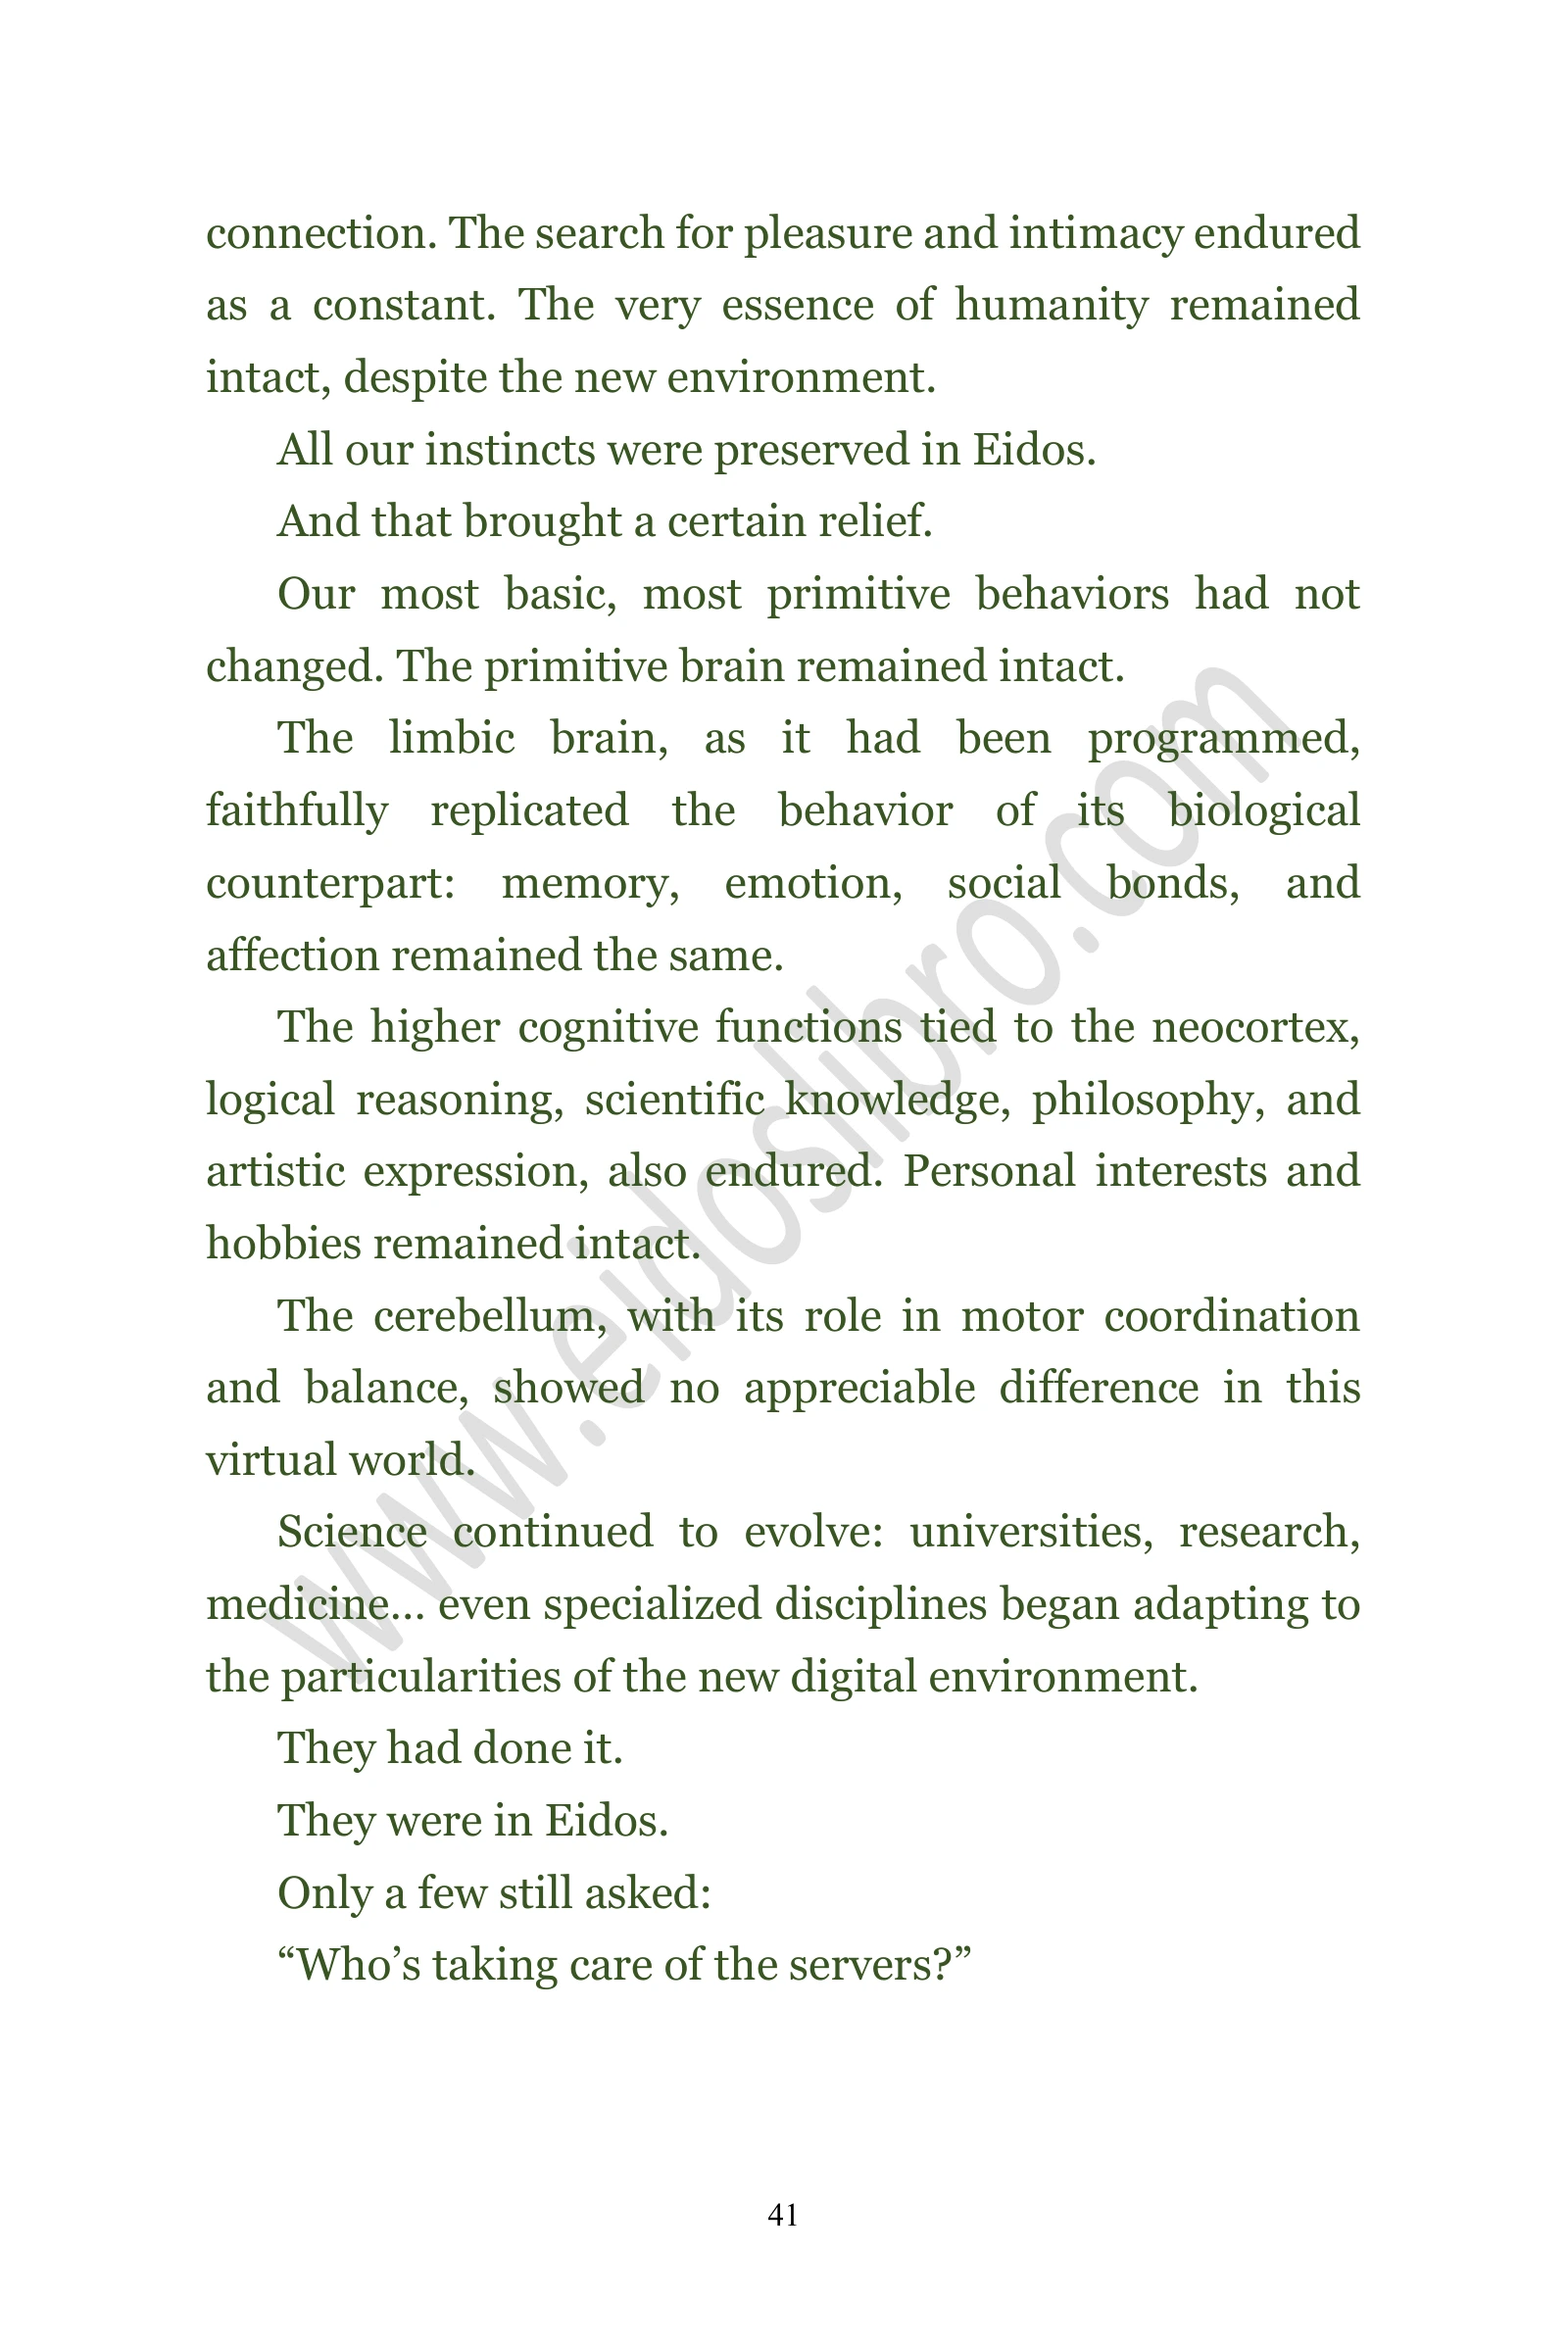 connection. The search for pleasure and intimacy endured
as a constant. The very essence of humanity remained
intact, despite the new environment.
All our instincts were preserved in Eidos.
And that brought a certain relief.
Our most basic, most primitive behaviors had not
changed. The primitive brain remained intact.
The limbic brain, as it had been programmed,
faithfully replicated the behavior of its biological
counterpart: memory, emotion, social bonds, and
affection remained the same.
The higher cognitive functions tied to the neocortex,
logical reasoning, scientific knowledge, philosophy, and
artistic expression, also endured. Personal interests and
hobbies remained intact.
The cerebellum, with its role in motor coordination
and balance, showed no appreciable difference in this
virtual world.
Science continued to evolve: universities, research,
medicine... even specialized disciplines began adapting to
the particularities of the new digital environment.
They had done it.
They were in Eidos.
Only a few still asked:
“Who’s taking care of the servers?”
41
www.eidoslibro.com